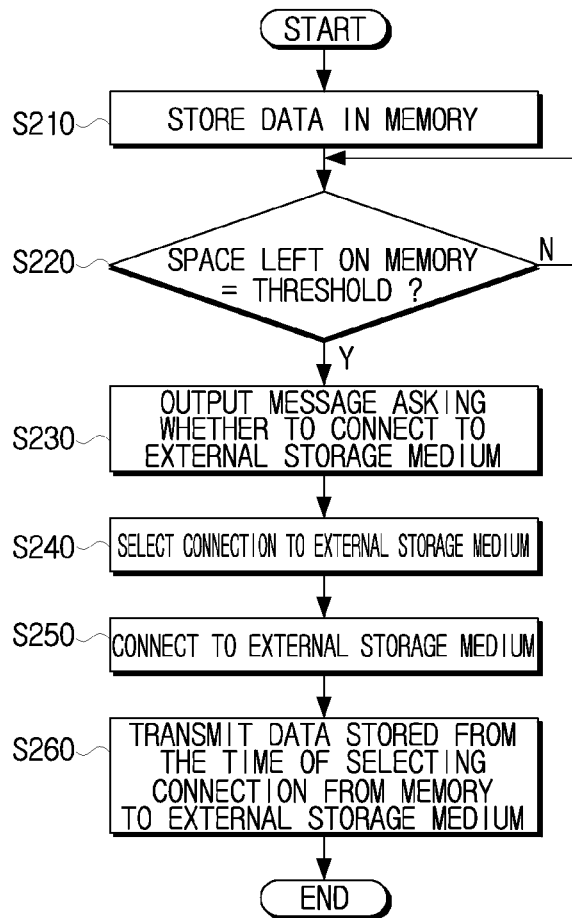 START
S210
STORE DATA IN MEMORY
S220
SPACE LEFT ON MEMORY
= THRESHOLD ?
N
Y
S230
OUTPUT MESSAGE ASKING
WHETHER TO CONNECT TO
EXTERNAL STORAGE MEDIUM
S240
SELECT CONNECTION TO EXTERNAL STORAGE MEDIUM
S250
CONNECT TO EXTERNAL STORAGE MEDIUM
S260
TRANSMIT DATA STORED FROM
THE TIME OF SELECTING
CONNECTION FROM MEMORY
TO EXTERNAL STORAGE MEDIUM
END